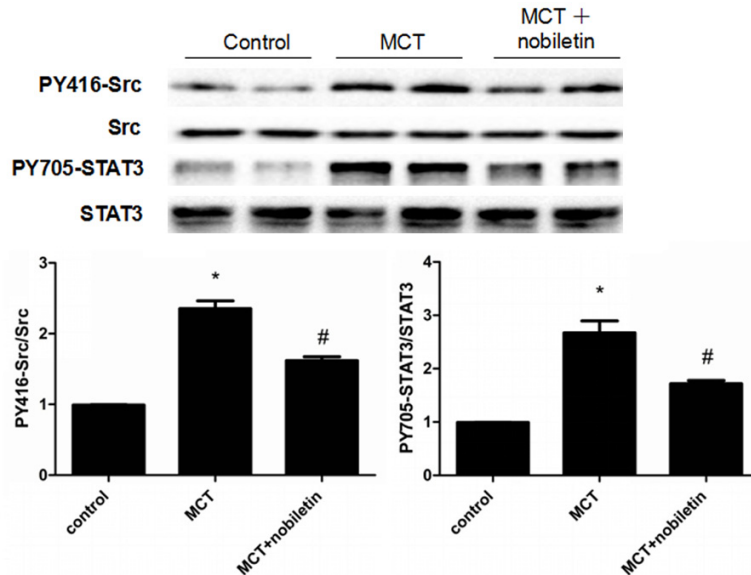 Control
MCT
MCT +
nobiletin
PY416-Src
Src
PY705-STAT3
STAT3
PY416-Src/Src
3
2
1
0
*
#
control
MCT
MCT+nobiletin
PY705-STAT3/STAT3
4
3
2
1
0
*
#
control
MCT
MCT+nobiletin